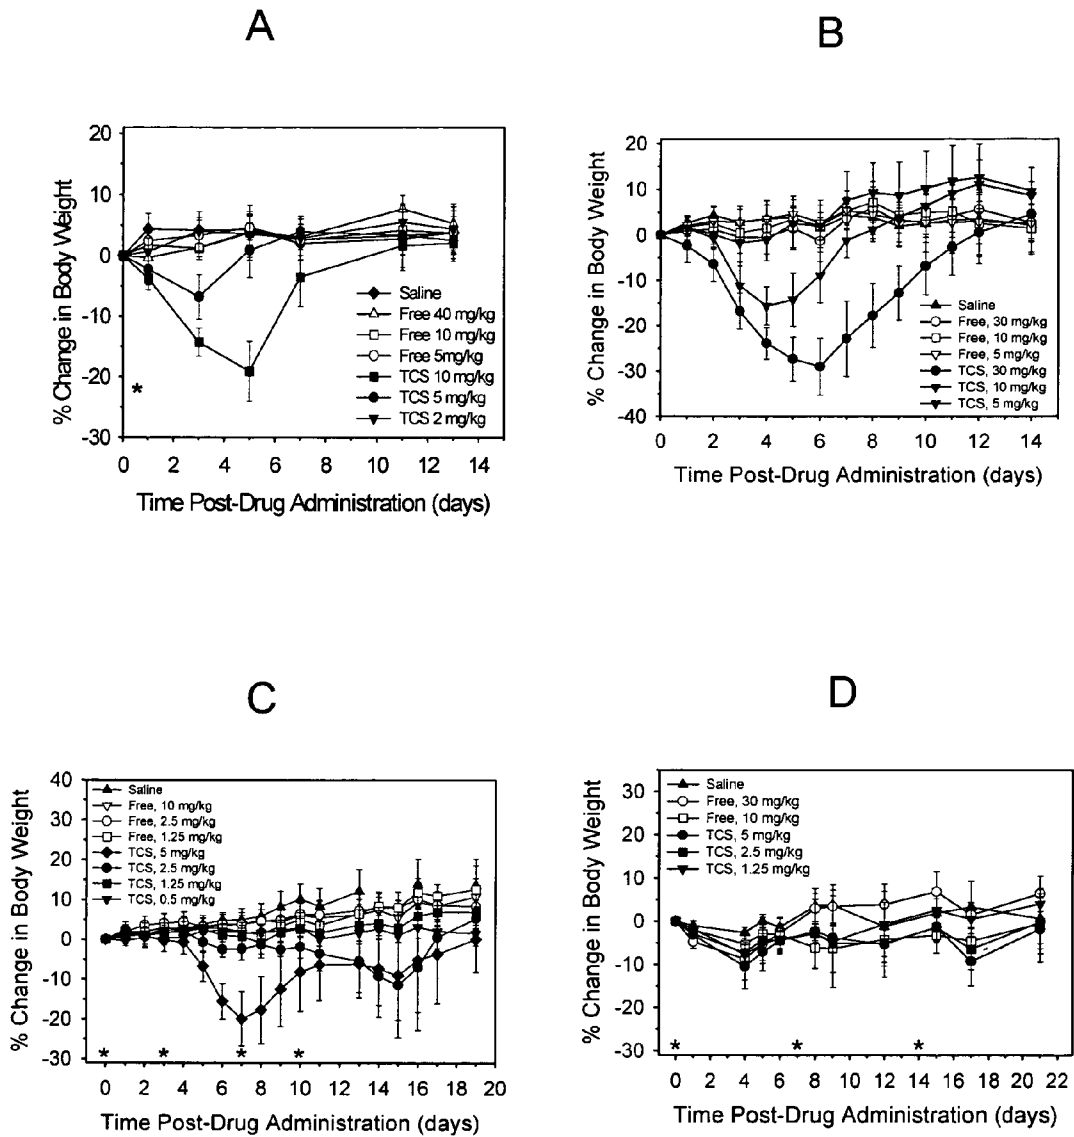 A
20
10
0
-10
-20
-30
% Change in Body Weight
Saline
Free 40 mg/kg
Free 10 mg/kg
Free 5mg/kg
TCS 10 mg/kg
TCS 5 mg/kg
TCS 2 mg/kg
*
0 2 4 6 8 10 12 14
Time Post-Drug Administration (days)
B
20
10
0
-10
-20
-30
-40
% Change in Body Weight
Saline
Free, 30 mg/kg
Free, 10 mg/kg
Free, 5 mg/kg
TCS, 30 mg/kg
TCS, 10 mg/kg
TCS, 5 mg/kg
0 2 4 6 8 10 12 14
Time Post-Drug Administration (days)
C
40
30
20
10
0
-10
-20
-30
% Change in Body Weight
Saline
Free, 10 mg/kg
Free, 2.5 mg/kg
Free, 1.25 mg/kg
TCS, 5 mg/kg
TCS, 2.5 mg/kg
TCS, 1.25 mg/kg
TCS, 0.5 mg/kg
* * * *
0 2 4 6 8 10 12 14 16 18 20
Time Post-Drug Administration (days)
D
30
20
10
0
-10
-20
-30
% Change in Body Weight
Saline
Free, 30 mg/kg
Free, 10 mg/kg
TCS, 5 mg/kg
TCS, 2.5 mg/kg
TCS, 1.25 mg/kg
* * *
0 2 4 6 8 10 12 14 16 18 20 22
Time Post-Drug Administration (days)